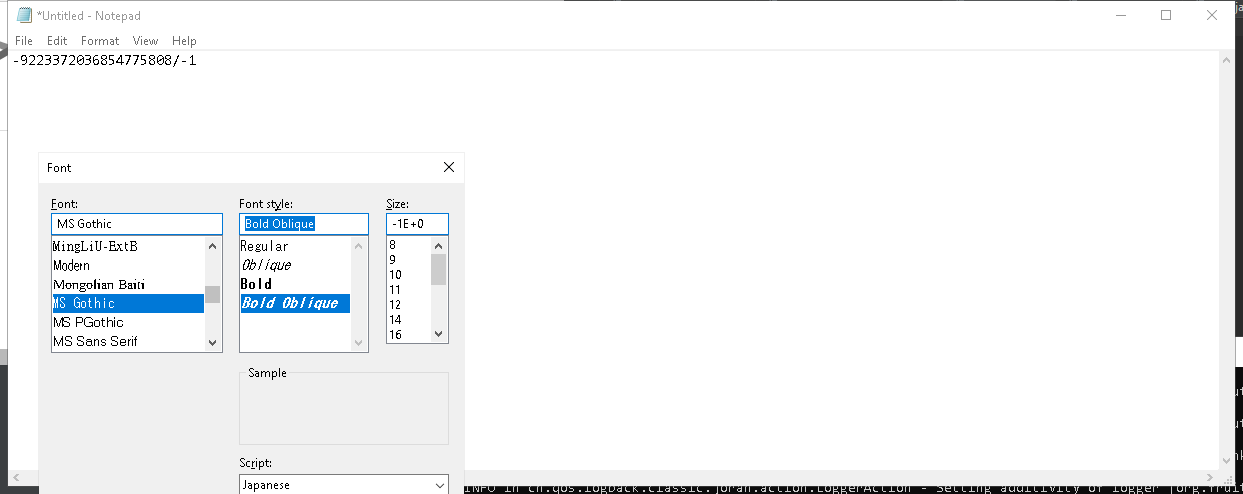 *Untitled - Notepad
File Edit Format View Help
-9223372036854775808/-1
Font
Font: Font style: Size:
MS Gothic Bold Oblique -1E+0
MingLiU-ExtB
Modern
Mongolian Baiti
MS Gothic
MS PGothic
MS Sans Serif
Regular
Oblique
Bold
Bold Oblique
8
9
10
11
12
14
16
Sample
Script:
Japanese
INFO in ch.qos.logback.classic.joran.action.LoggerAction - Setting additivity of logger